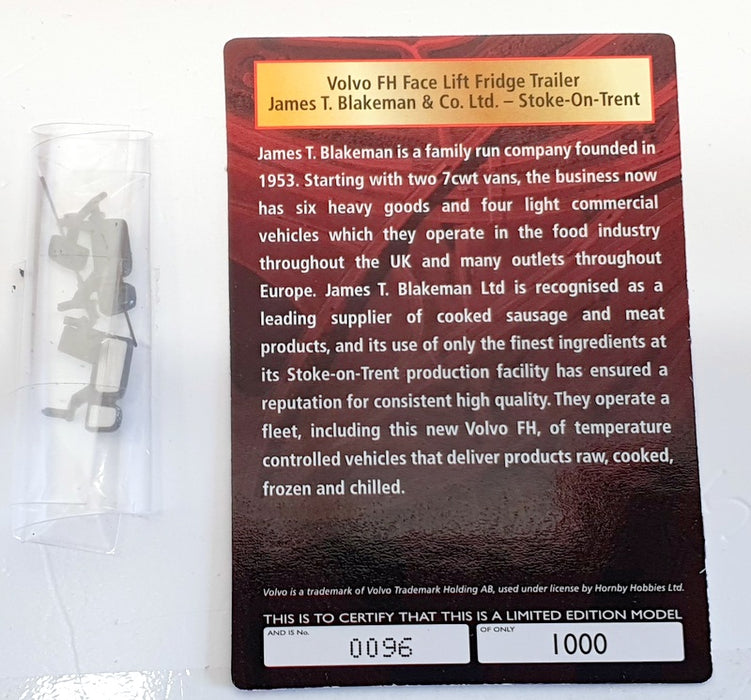 Volvo FH Face Lift Fridge Trailer
James T. Blakeman & Co. Ltd. – Stoke-On-Trent
James T. Blakeman is a family run company founded in
1953. Starting with two 7cwt vans, the business now
has six heavy goods and four light commercial
vehicles which they operate in the food industry
throughout the UK and many outlets throughout
Europe. James T. Blakeman Ltd is recognised as a
leading supplier of cooked sausage and meat
products, and its use of only the finest ingredients at
its Stoke-on-Trent production facility has ensured a
reputation for consistent high quality. They operate a
fleet, including this new Volvo FH, of temperature
controlled vehicles that deliver products raw, cooked,
frozen and chilled.
Volvo is a trademark of Volvo Trademark Holding AB, used under license by Hornby Hobbies Ltd.
THIS IS TO CERTIFY THAT THIS IS A LIMITED EDITION MODEL
AND IS No. 0096 OF ONLY 1000